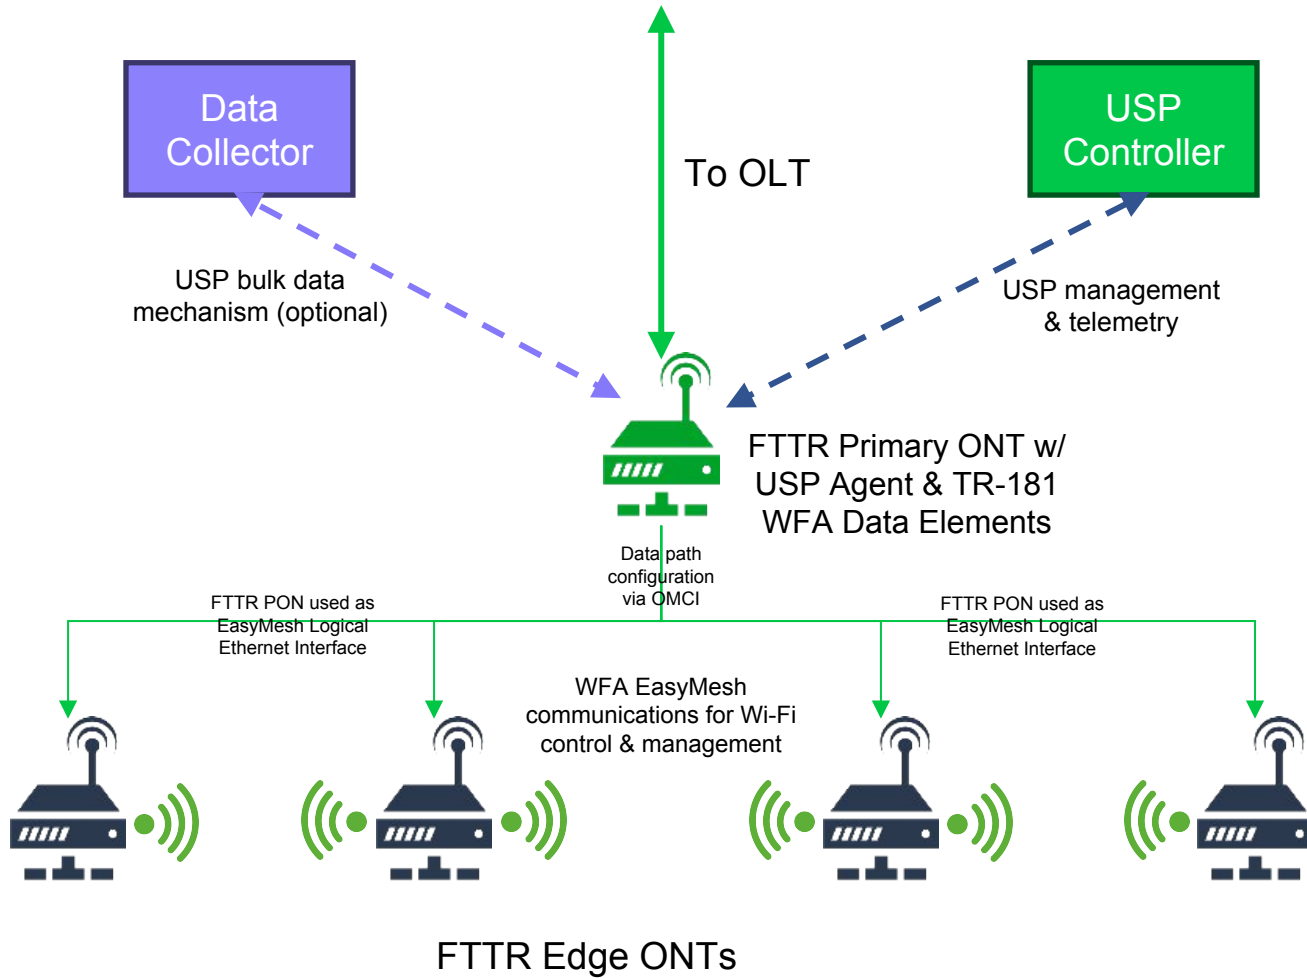 Data
Collector
USP
Controller
To OLT
USP bulk data
mechanism (optional)
USP management
& telemetry
FTTR Primary ONT w/
USP Agent & TR-181
WFA Data Elements
Data path
configuration
via OMCI
FTTR PON used as
EasyMesh Logical
Ethernet Interface
FTTR PON used as
EasyMesh Logical
Ethernet Interface
WFA EasyMesh
communications for Wi-Fi
control & management
FTTR Edge ONTs